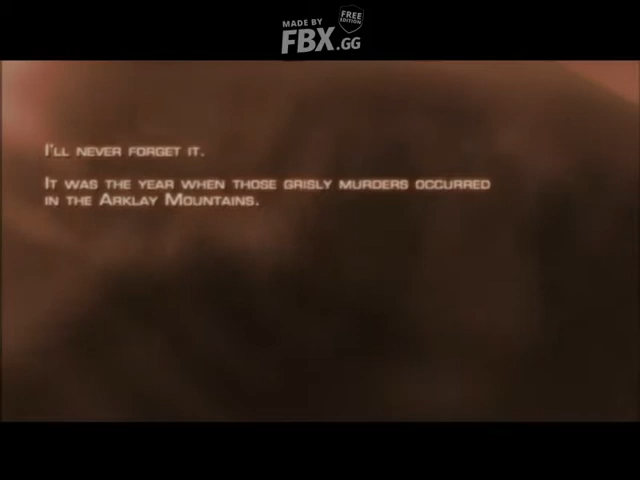 MADE BY
FREE
EDITION
FBX.GG
I'LL NEVER FORGET IT.
IT WAS THE YEAR WHEN THOSE GRISLY MURDERS OCCURRED
IN THE ARKLAY MOUNTAINS.